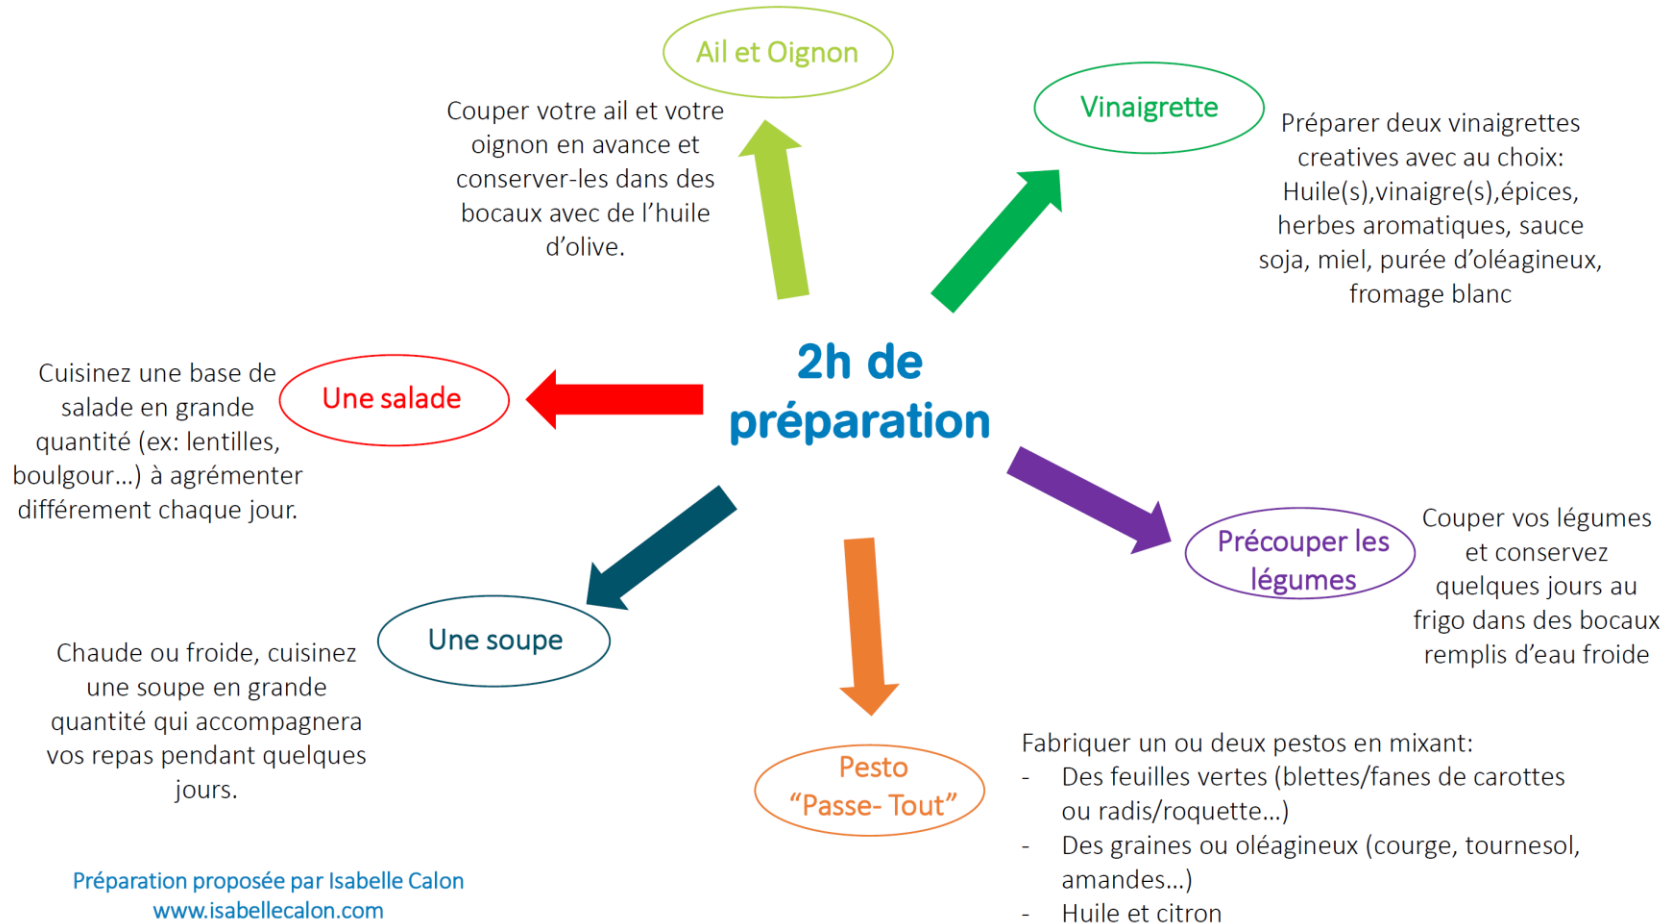 Ail et Oignon
Couper votre ail et votre
oignon en avance et
conserver-les dans des
bocaux avec de l’huile
d’olive.
Vinaigrette
Préparer deux vinaigrettes
creatives avec au choix:
Huile(s),vinaigre(s),épices,
herbes aromatiques, sauce
soja, miel, purée d’oléagineux,
fromage blanc
2h de
préparation
Une salade
Cuisinez une base de
salade en grande
quantité (ex: lentilles,
boulgour...) à agrémenter
différement chaque jour.
Précouper les
légumes
Couper vos légumes
et conservez
quelques jours au
frigo dans des bocaux
remplis d’eau froide
Une soupe
Chaude ou froide, cuisinez
une soupe en grande
quantité qui accompagnera
vos repas pendant quelques
jours.
Pesto
“Passe- Tout”
Fabriquer un ou deux pestos en mixant:
- Des feuilles vertes (blettes/fanes de carottes
ou radis/roquette...)
- Des graines ou oléagineux (courge, tournesol,
amandes...)
- Huile et citron
Préparation proposée par Isabelle Calon
www.isabellecalon.com